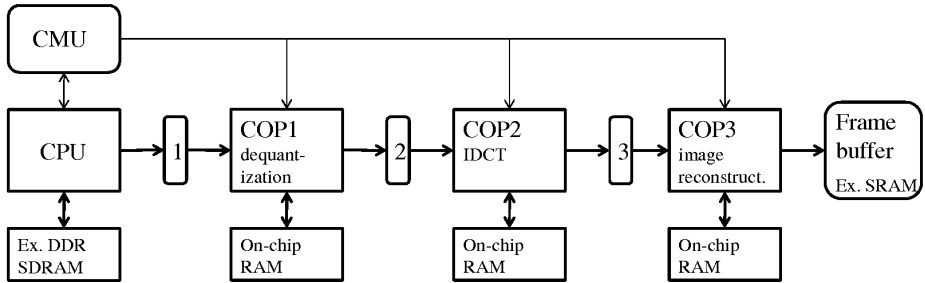 CMU
CPU
1
COP1
dequant-
ization
2
COP2
IDCT
3
COP3
image
reconstruct.
Frame
buffer
Ex. SRAM
Ex. DDR
SDRAM
On-chip
RAM
On-chip
RAM
On-chip
RAM